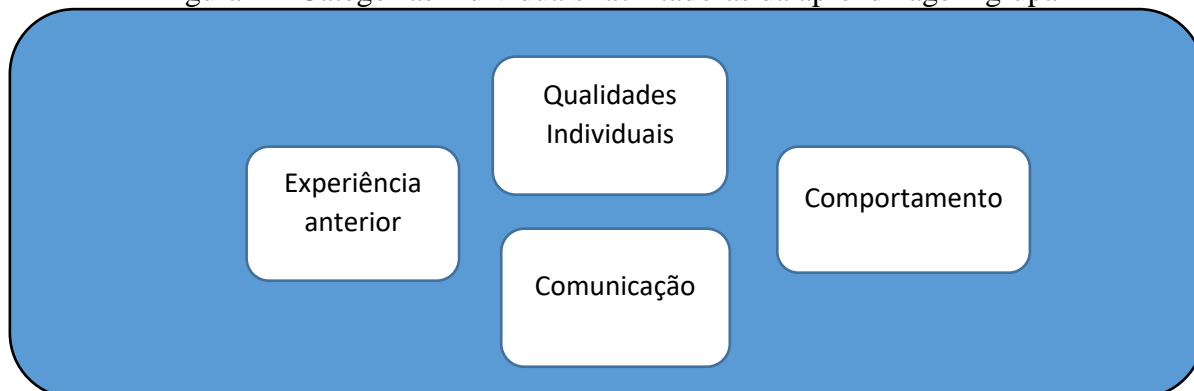 Qualidades
Individuais
Experiência
anterior
Comportamento
Comunicação